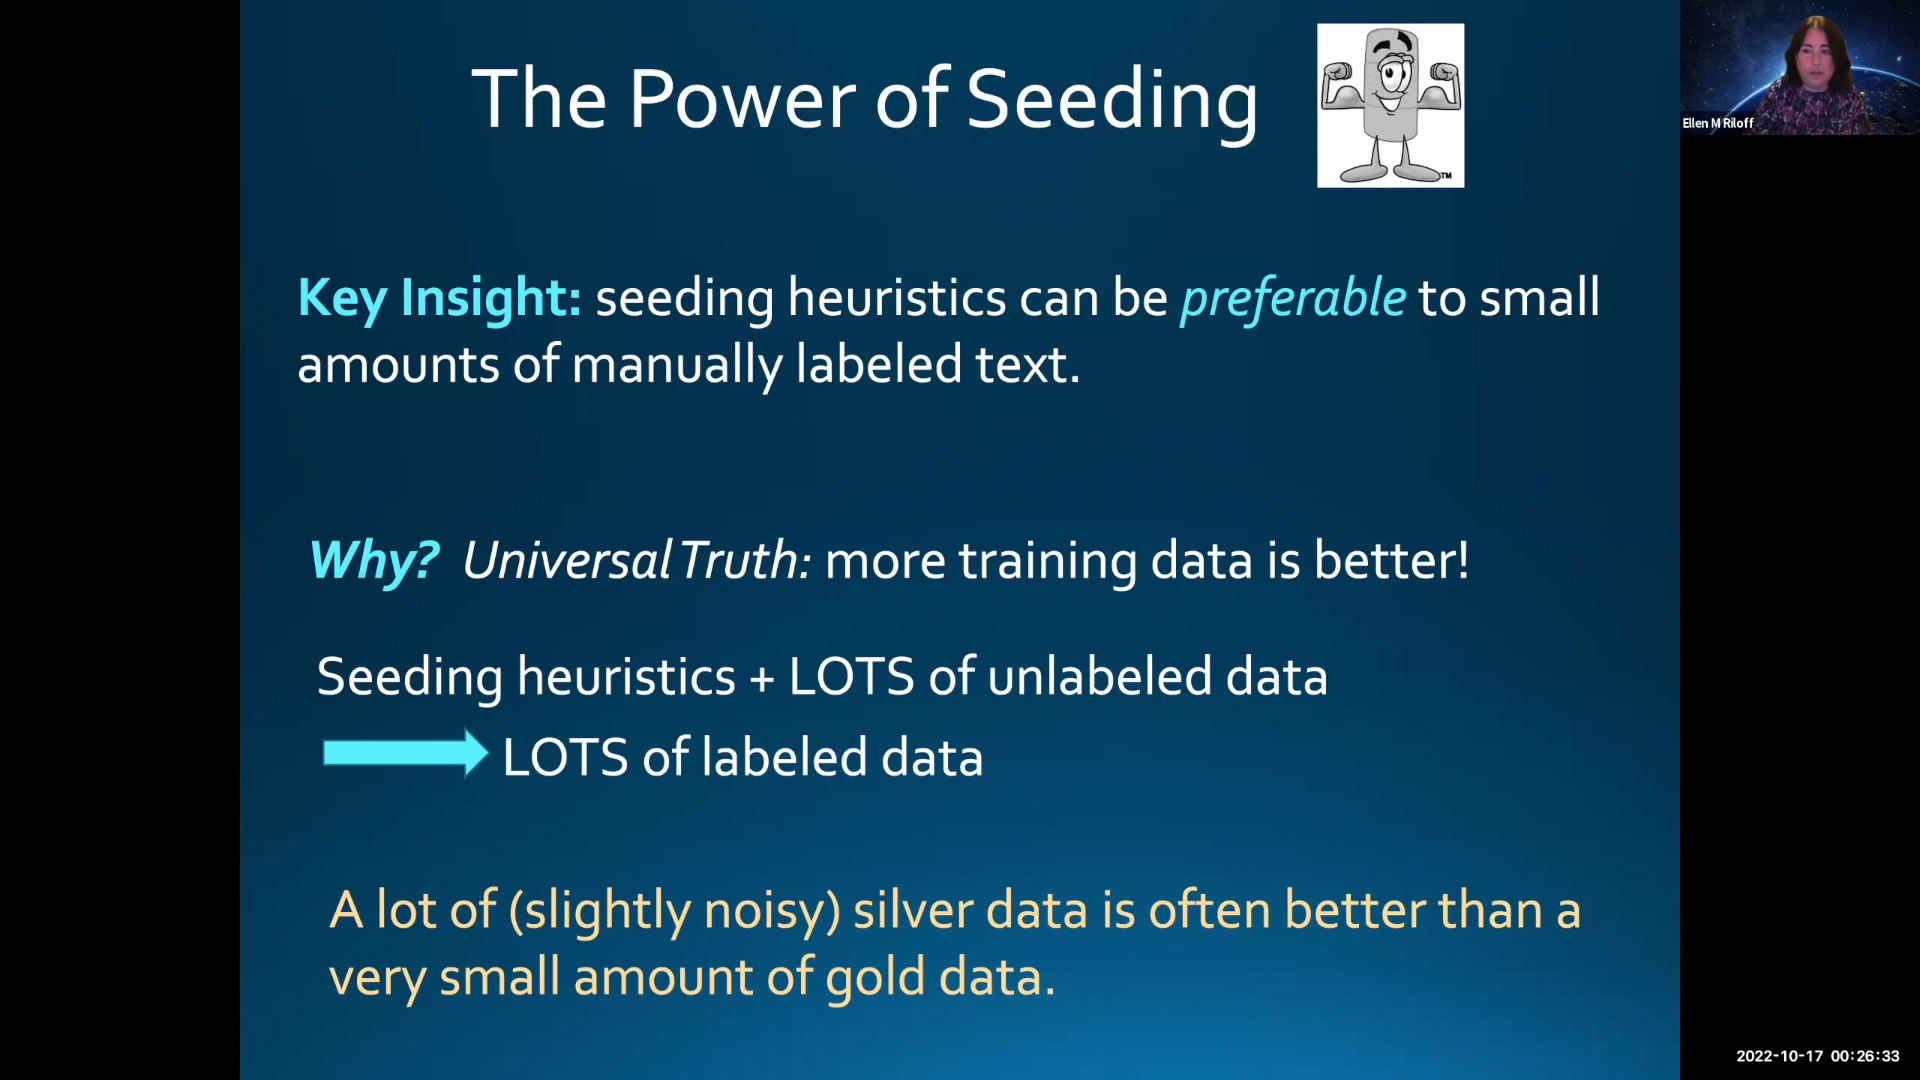 The Power of Seeding
TM
Ellen M Riloff
Key Insight: seeding heuristics can be preferable to small
amounts of manually labeled text.
Why? Universal Truth: more training data is better!
Seeding heuristics + LOTS of unlabeled data
LOTS of labeled data
A lot of (slightly noisy) silver data is often better than a
very small amount of gold data.
2022-10-17 00:26:33